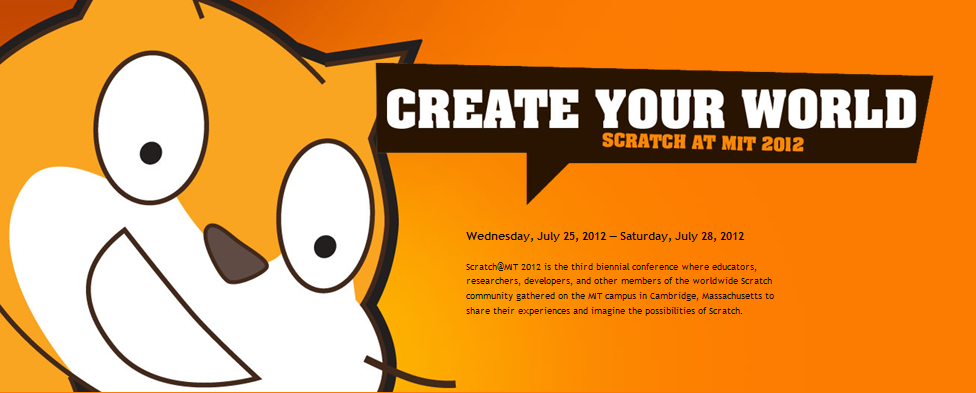 CREATE YOUR WORLD
SCRATCH AT MIT 2012
Wednesday, July 25, 2012 — Saturday, July 28, 2012
Scratch@MIT 2012 is the third biennial conference where educators,
researchers, developers, and other members of the worldwide Scratch
community gathered on the MIT campus in Cambridge, Massachusetts to
share their experiences and imagine the possibilities of Scratch.